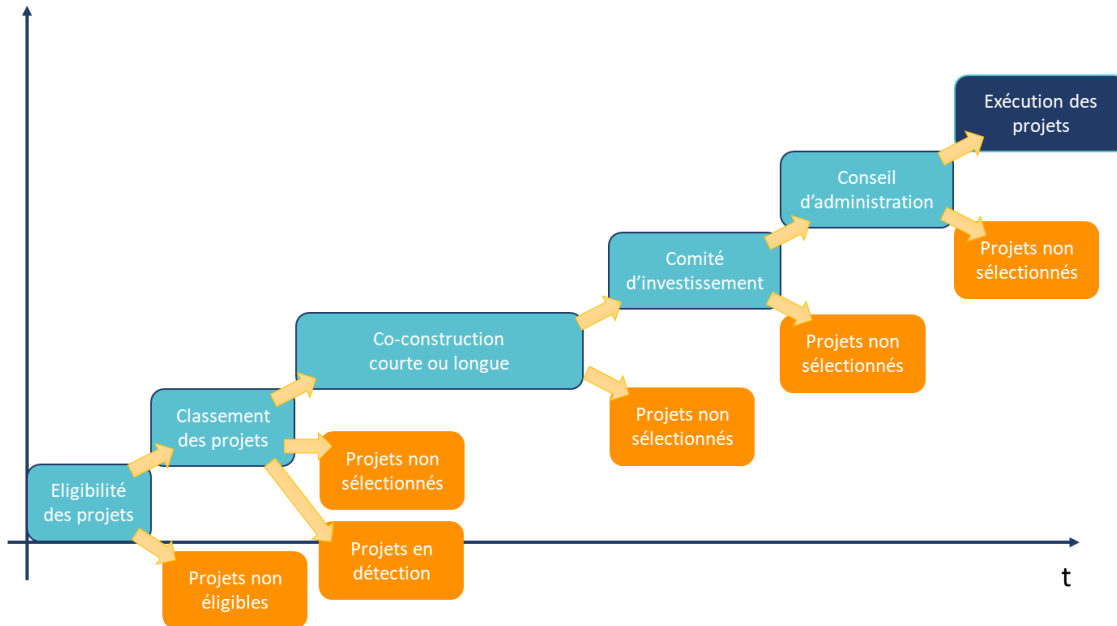 Exécution des
projets
Conseil
d’administration
Projets non
sélectionnés
Comité
d’investissement
Projets non
sélectionnés
Co-construction
courte ou longue
Projets non
sélectionnés
Classement
des projets
Projets non
sélectionnés
Projets en
détection
Eligibilité
des projets
Projets non
éligibles
t